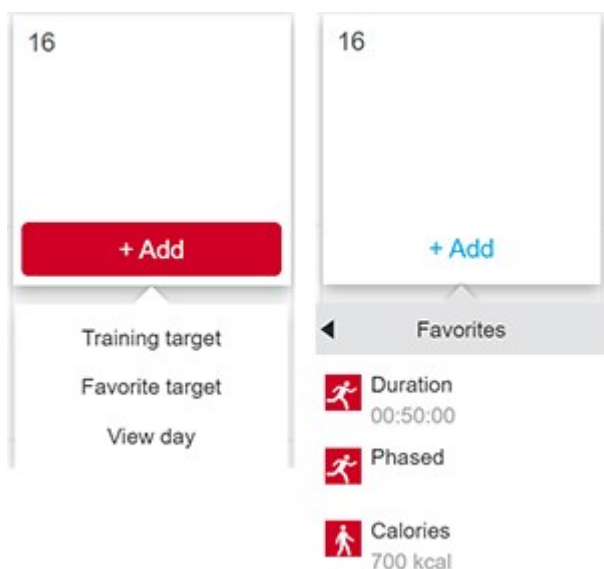 16
+ Add
Training target
Favorite target
View day
16
+ Add
Favorites
Duration
00:50:00
Phased
Calories
700 kcal